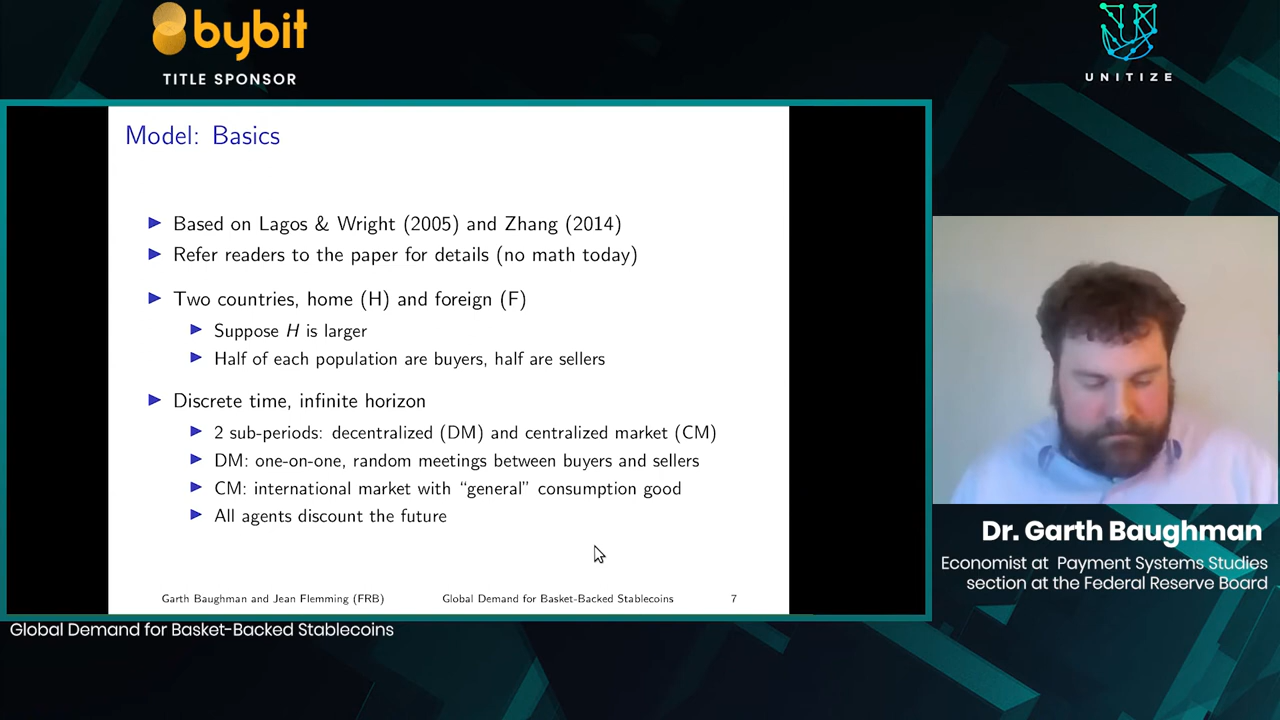 bybit
TITLE SPONSOR
UNITIZE
Model: Basics
Based on Lagos & Wright (2005) and Zhang (2014)
Refer readers to the paper for details (no math today)
Two countries, home (H) and foreign (F)
Suppose H is larger
Half of each population are buyers, half are sellers
Discrete time, infinite horizon
2 sub-periods: decentralized (DM) and centralized market (CM)
DM: one-on-one, random meetings between buyers and sellers
CM: international market with “general” consumption good
All agents discount the future
Garth Baughman and Jean Flemming (FRB) Global Demand for Basket-Backed Stablecoins 7
Dr. Garth Baughman
Economist at Payment Systems Studies
section at the Federal Reserve Board
Global Demand for Basket-Backed Stablecoins